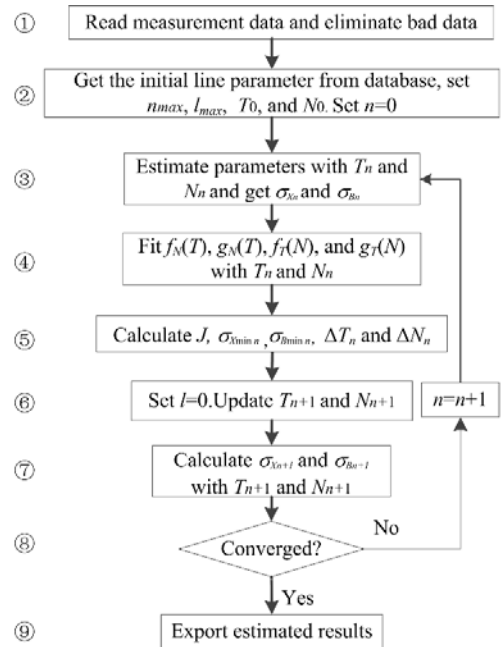 ① Read measurement data and eliminate bad data
② Get the initial line parameter from database, set
nmax, lmax, T0, and N0. Set n=0
③ Estimate parameters with Tn and
Nn and get σXn and σBn
④ Fit fN(T), gN(T), fT(N), and gT(N)
with Tn and Nn
⑤ Calculate J, σXmin n, σBmin n, ΔTn and ΔNn
⑥ Set l=0.Update Tn+1 and Nn+1
n=n+1
⑦ Calculate σXn+1 and σBn+1
with Tn+1 and Nn+1
⑧ Converged?
No
Yes
⑨ Export estimated results